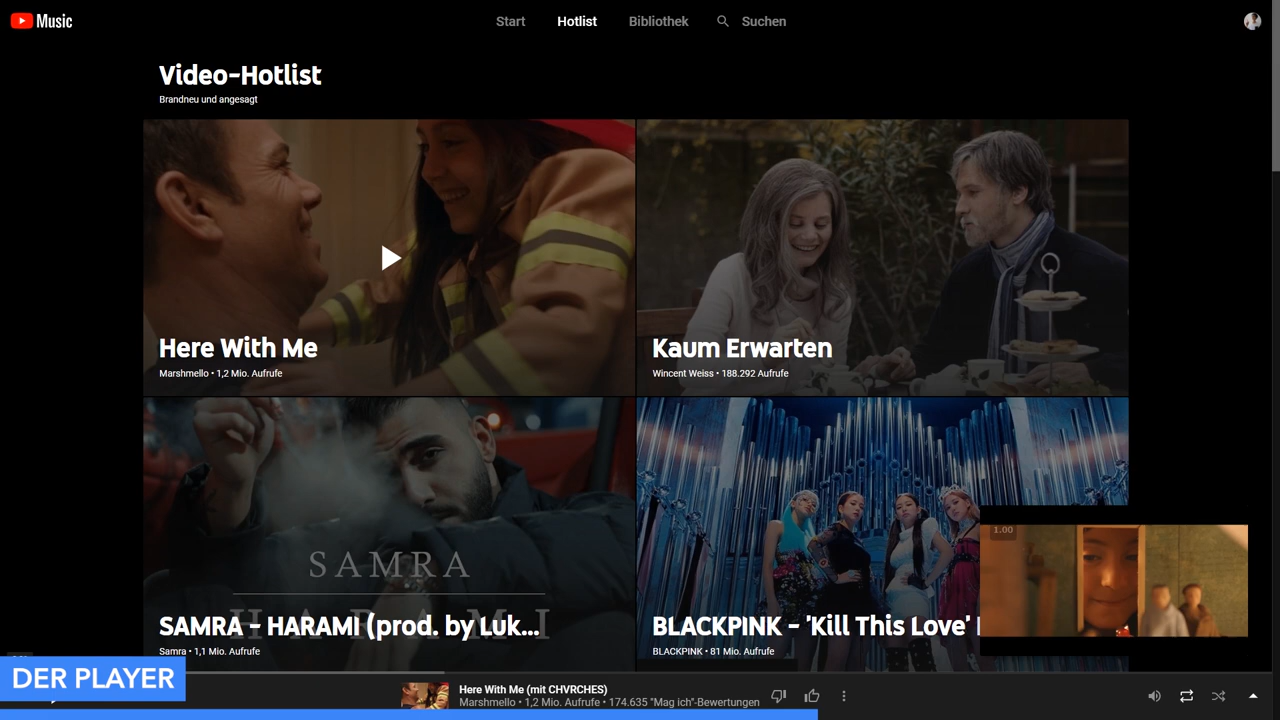 Music
Start
Hotlist
Bibliothek
Suchen
Video-Hotlist
Brandneu und angesagt
Here With Me
Marshmello • 1,2 Mio. Aufrufe
Kaum Erwarten
Wincent Weiss • 188.292 Aufrufe
SAMRA
HARAMI
SAMRA - HARAMI (prod. by Luk...
Samra • 1,1 Mio. Aufrufe
BLACKPINK - 'Kill This Love'
BLACKPINK • 81 Mio. Aufrufe
1.00
DER PLAYER
Here With Me (mit CHVRCHES)
Marshmello • 1,2 Mio. Aufrufe • 174.635 "Mag ich"-Bewertungen